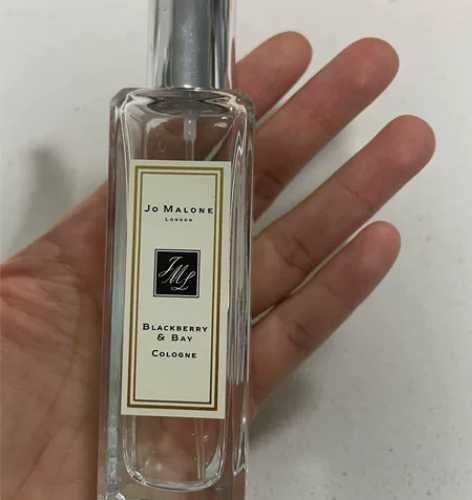 Jo Malone
London
JML
Blackberry
& Bay
Cologne